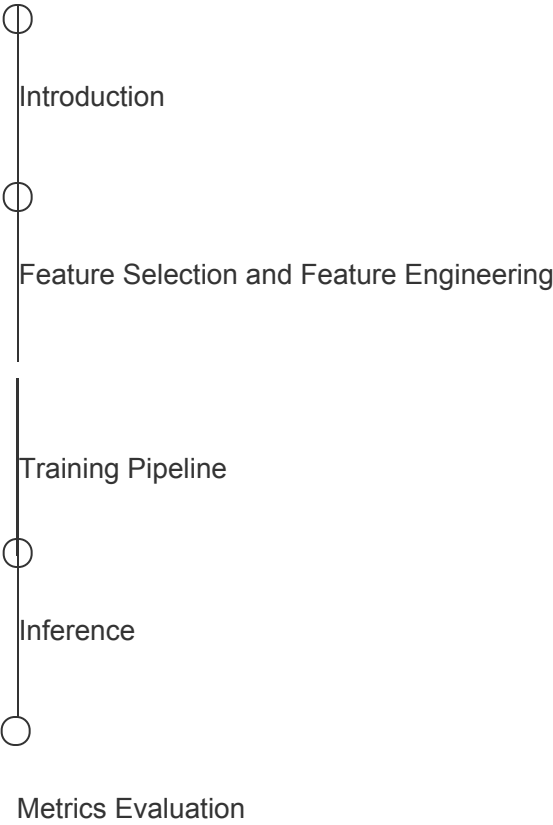 Introduction
Feature Selection and Feature Engineering
Training Pipeline
Inference
Metrics Evaluation